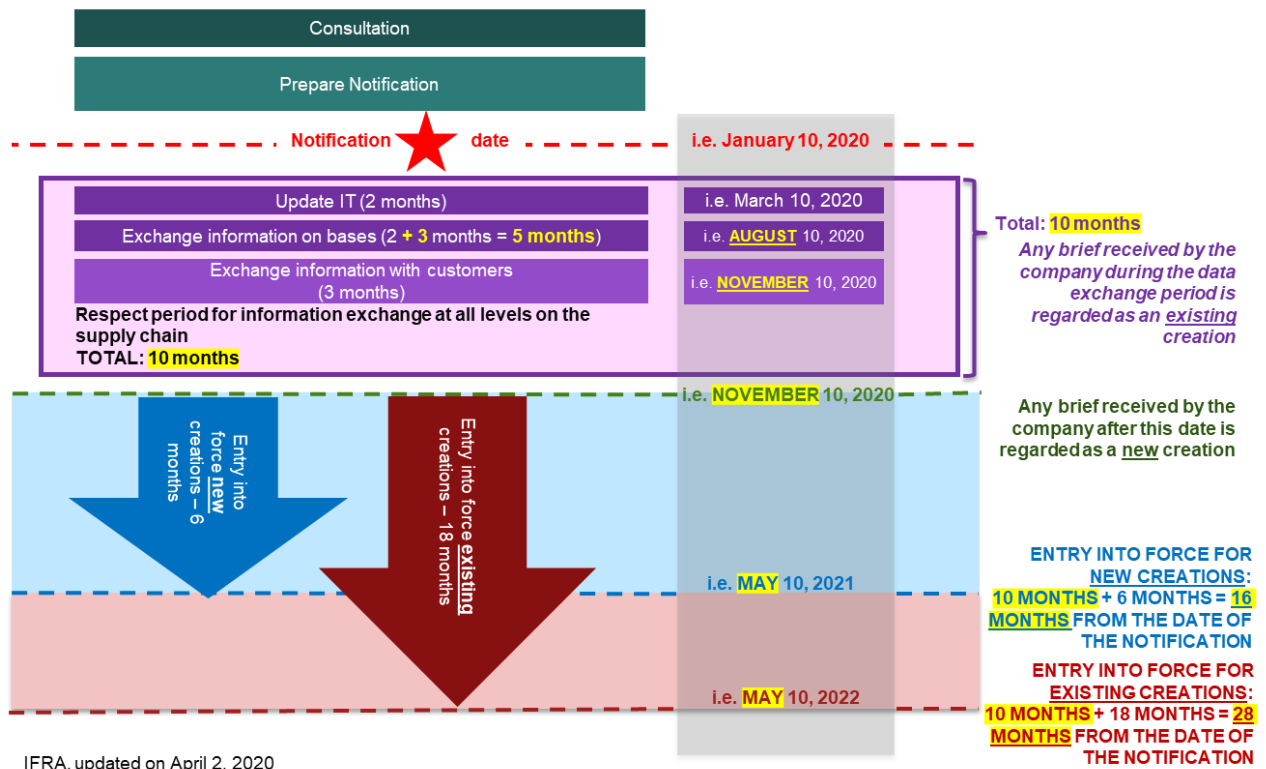 Consultation
Prepare Notification
Notification date
i.e. January 10, 2020
Update IT (2 months)
i.e. March 10, 2020
Exchange information on bases (2 + 3 months = 5 months)
i.e. AUGUST 10, 2020
Exchange information with customers
(3 months)
i.e. NOVEMBER 10, 2020
Respect period for information exchange at all levels on the
supply chain
TOTAL: 10 months
Total: 10 months
Any brief received by the
company during the data
exchange period is
regarded as an existing
creation
i.e. NOVEMBER 10, 2020
Any brief received by the
company after this date is
regarded as a new creation
Entry into
force new
creations – 6
months
Entry into force existing
creations – 18 months
i.e. MAY 10, 2021
ENTRY INTO FORCE FOR
NEW CREATIONS:
10 MONTHS + 6 MONTHS = 16
MONTHS FROM THE DATE OF
THE NOTIFICATION
i.e. MAY 10, 2022
ENTRY INTO FORCE FOR
EXISTING CREATIONS:
10 MONTHS + 18 MONTHS = 28
MONTHS FROM THE DATE OF
THE NOTIFICATION
IFRA, updated on April 2, 2020